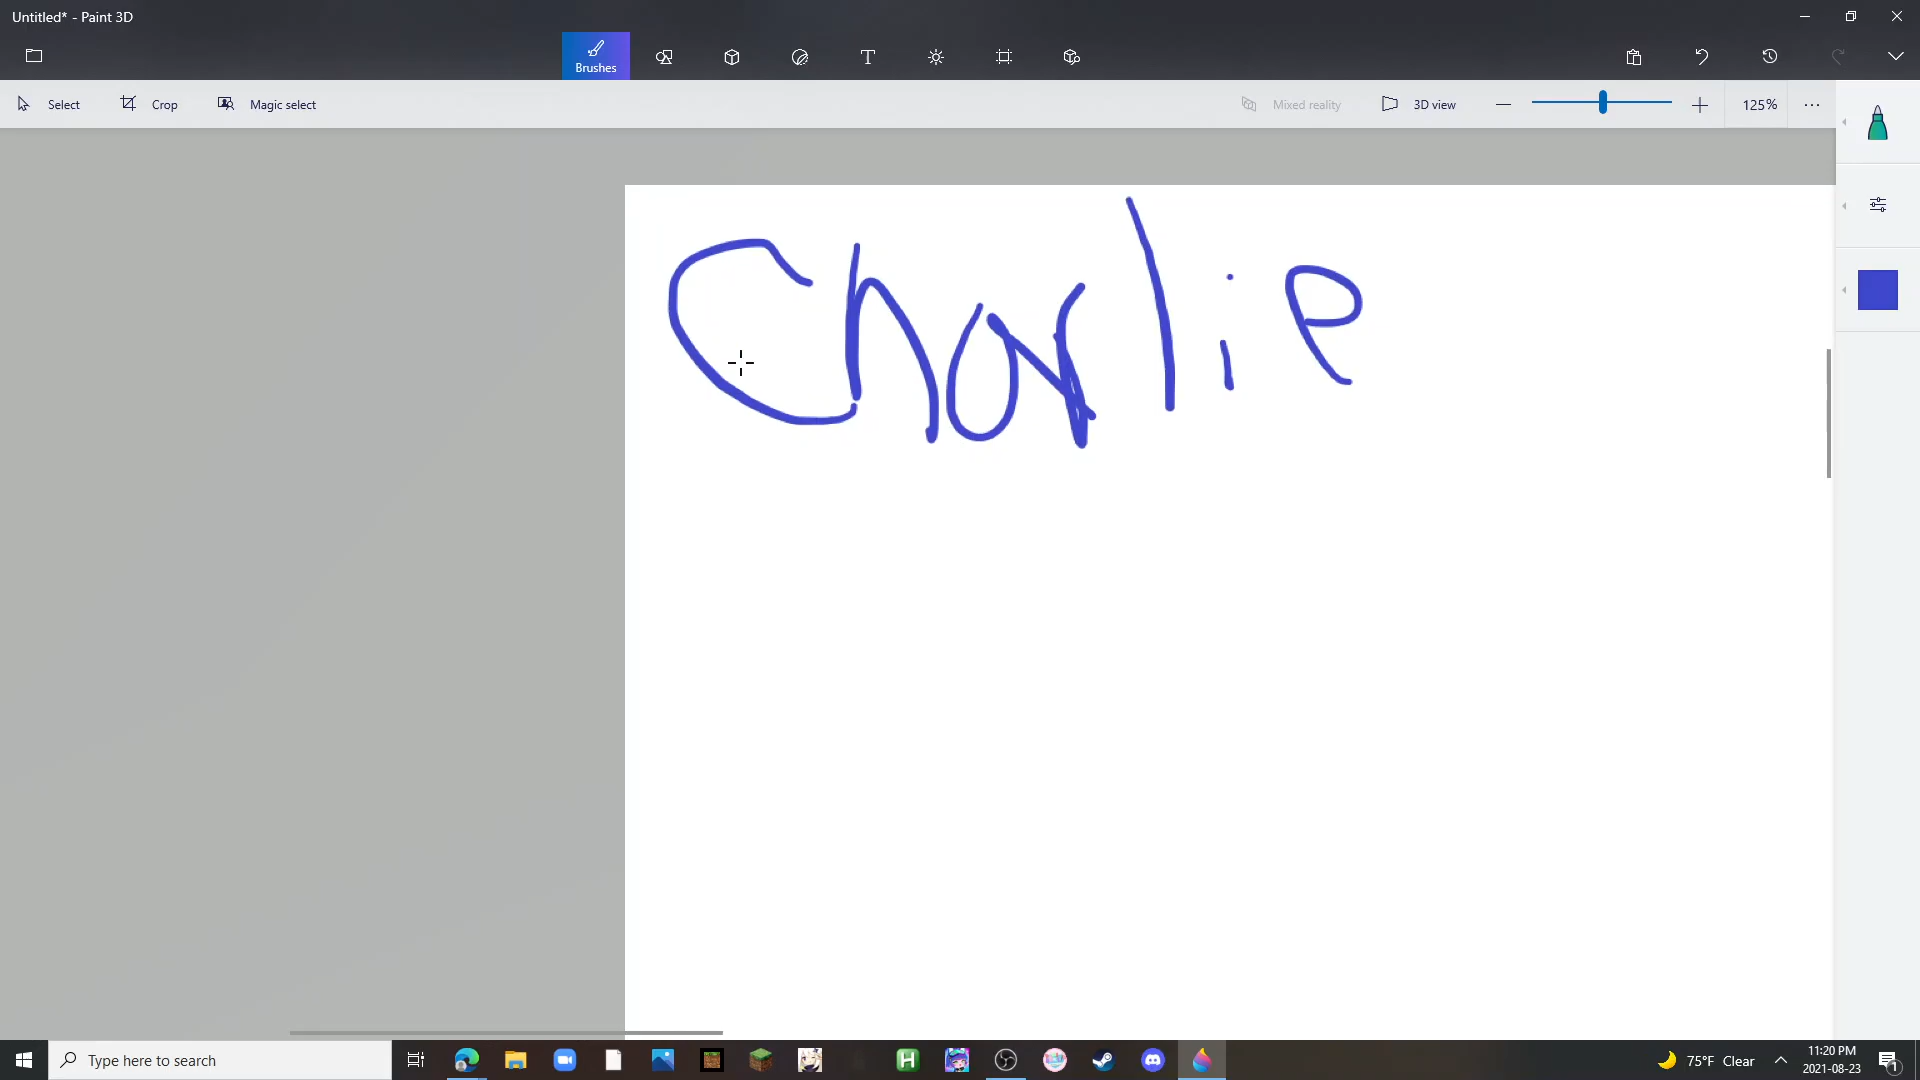 Untitled* - Paint 3D
Brushes
Select Crop Magic select Mixed reality 3D view 125%
Charlie
Type here to search
75°F Clear
11:20 PM
2021-08-23
1